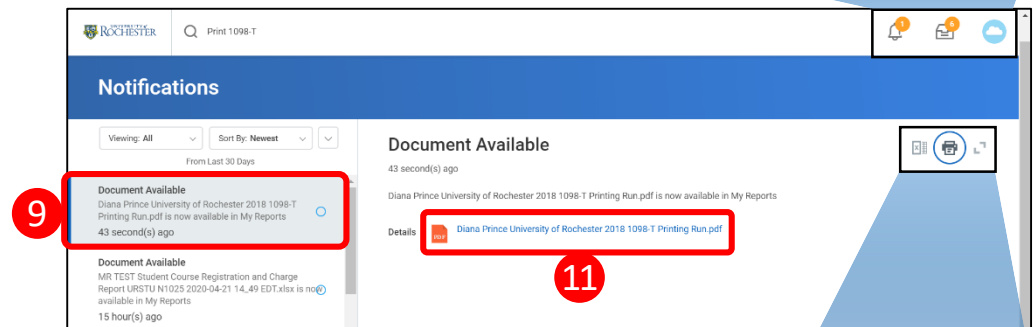 UNIVERSITY of
ROCHESTER
Print 1098-T
1
6
Notifications
Viewing: All
Sort By: Newest
From Last 30 Days
Document Available
Diana Prince University of Rochester 2018 1098-T
Printing Run.pdf is now available in My Reports
43 second(s) ago
9
Document Available
MR TEST Student Course Registration and Charge
Report URSTU N1025 2020-04-21 14_49 EDT.xlsx is now
available in My Reports
15 hour(s) ago
Document Available
43 second(s) ago
Diana Prince University of Rochester 2018 1098-T Printing Run.pdf is now available in My Reports
Details
PDF
Diana Prince University of Rochester 2018 1098-T Printing Run.pdf
11